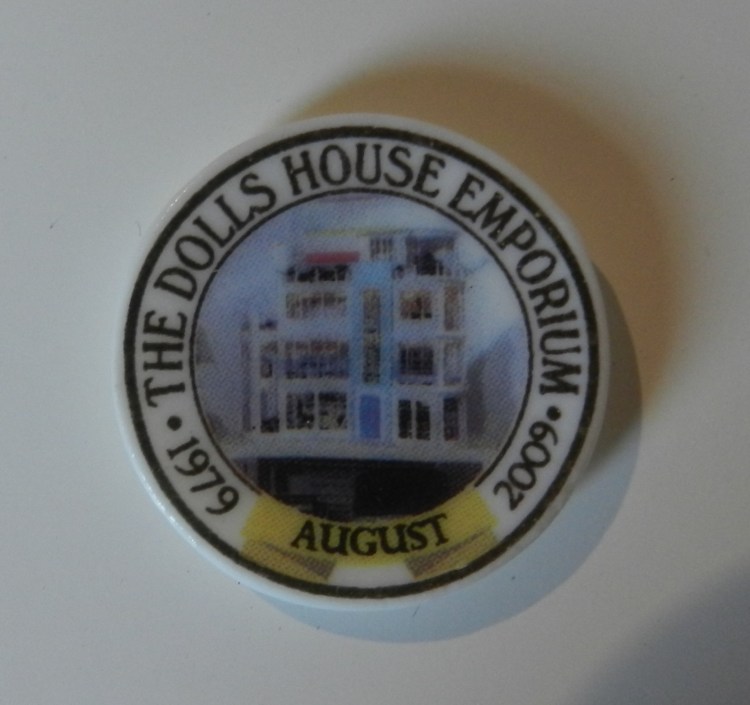 THE DOLLS HOUSE EMPORIUM
1979
2009
AUGUST